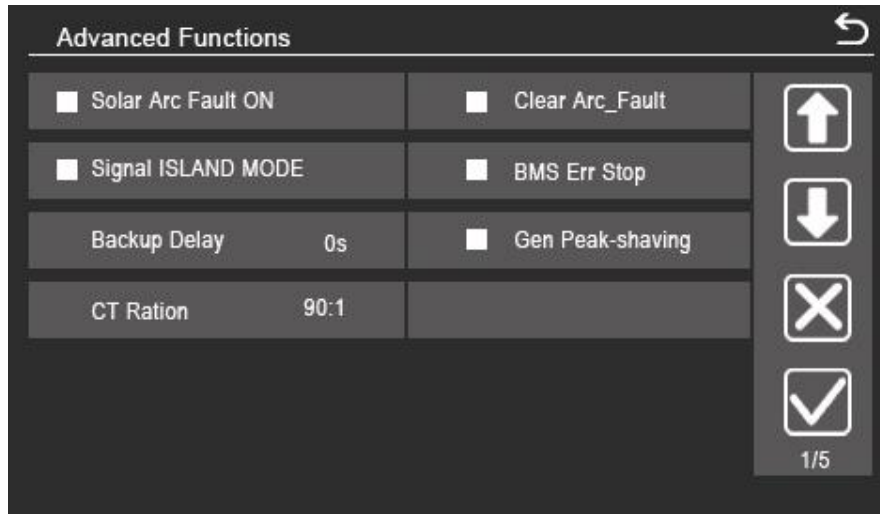 Advanced Functions
Solar Arc Fault ON
Clear Arc_Fault
Signal ISLAND MODE
BMS Err Stop
Backup Delay 0s
Gen Peak-shaving
CT Ration 90:1
1/5